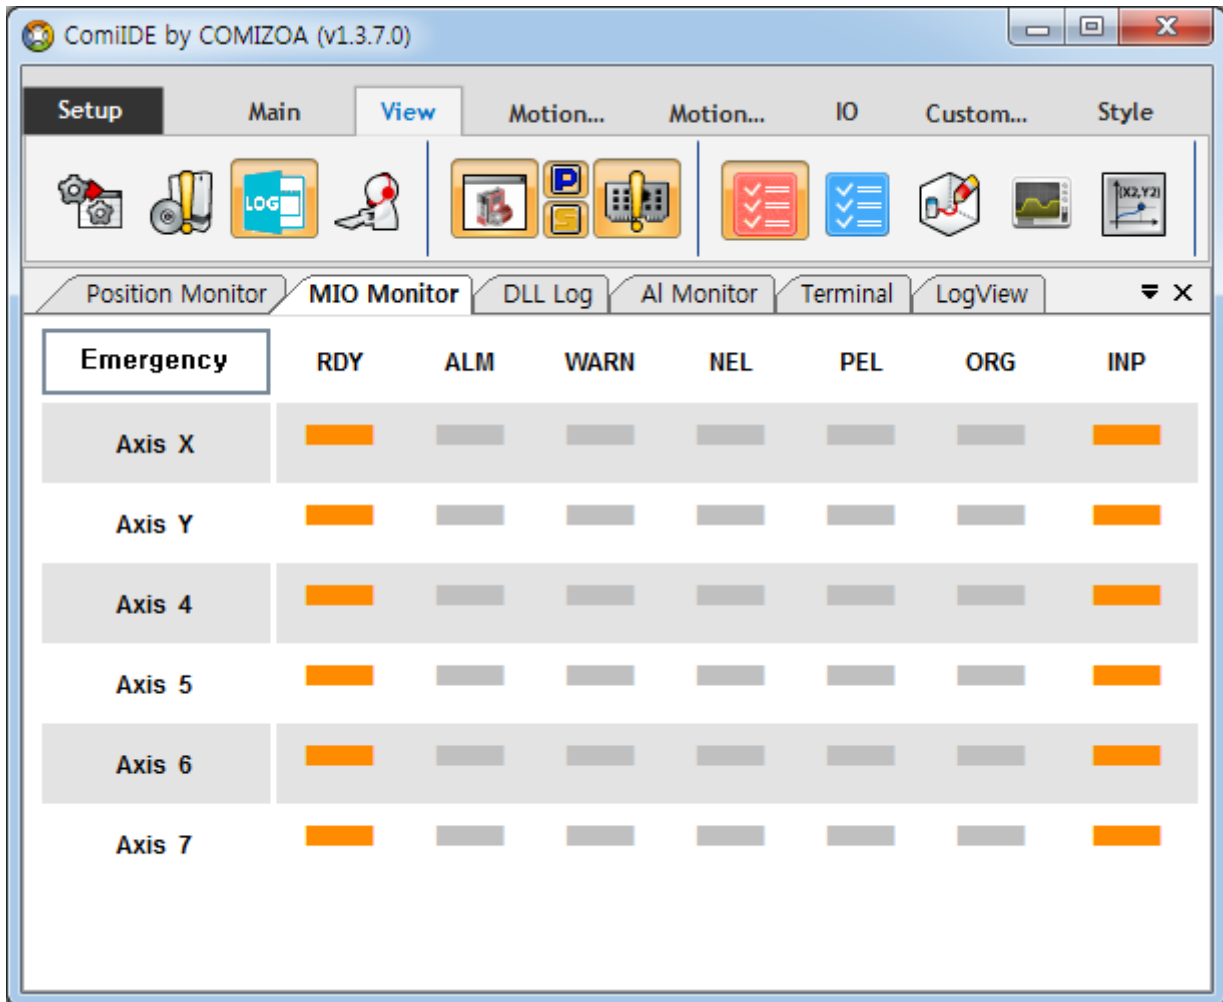 ComiIDE by COMIZOA (v1.3.7.0)
Setup Main View Motion... Motion... IO Custom... Style
LOG P S (X2,Y2)
Position Monitor MIO Monitor DLL Log AI Monitor Terminal LogView
Emergency RDY ALM WARN NEL PEL ORG INP
Axis X
Axis Y
Axis 4
Axis 5
Axis 6
Axis 7